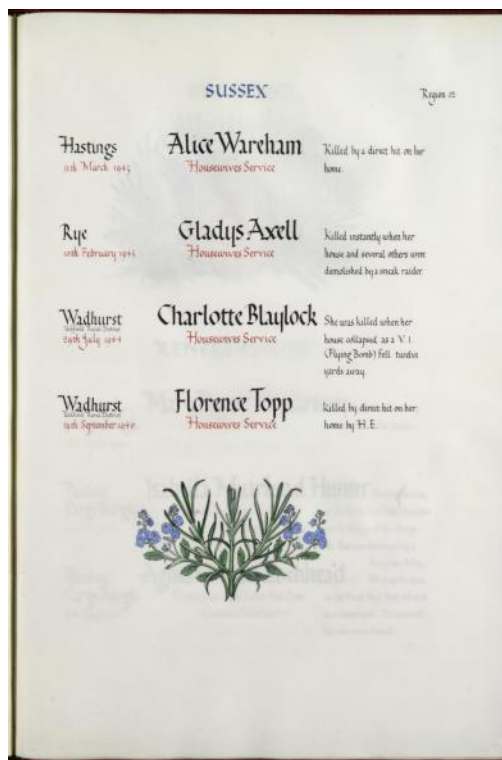 SUSSEX
Region 12
Hastings
11th March 1943
Alice Wareham
Housewives Service
Killed by a direct hit on her
home.
Rye
10th February 1943
Gladys Axell
Housewives Service
Killed instantly when her
house and several others were
demolished by a sneak raider
Wadhurst
29th July 1944
Charlotte Blaylock
Housewives Service
She was killed when her
house collapsed, as a V.1.
(Flying Bomb) fell twelve
yards away.
Wadhurst
September 1940
Florence Topp
Housewives Service
Killed by direct hit on her
home by H.E.